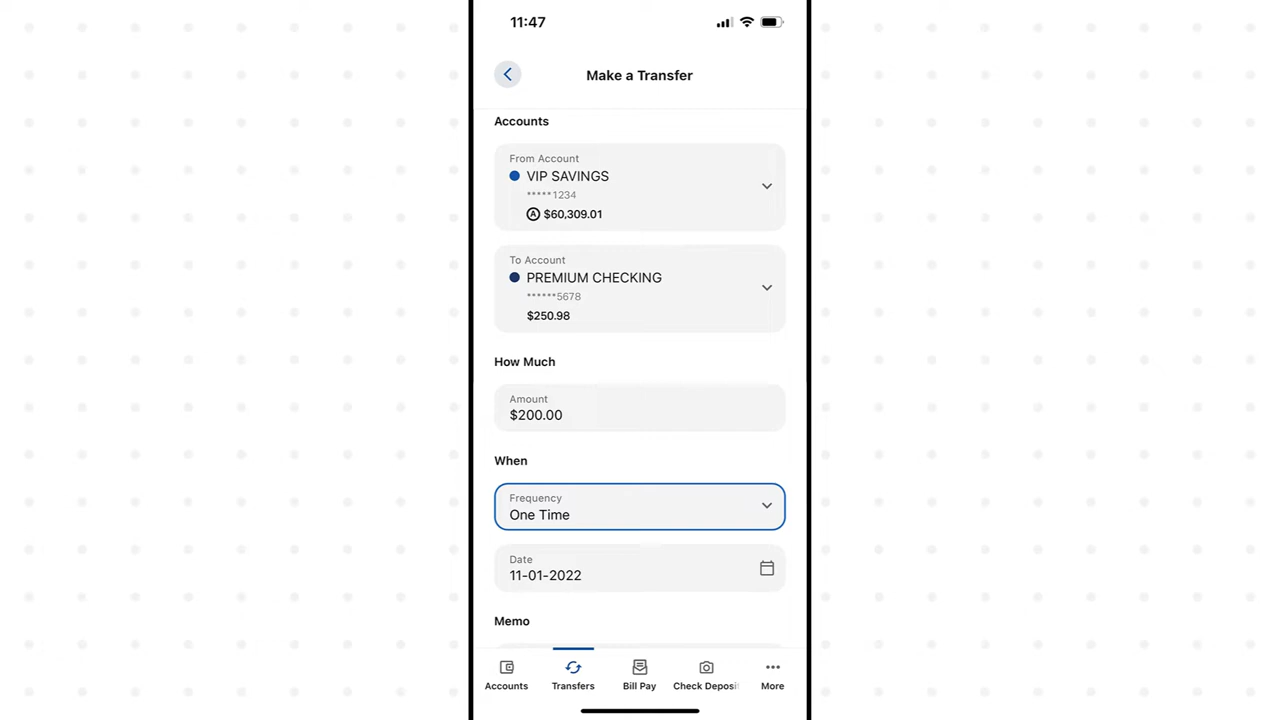 11:47
Make a Transfer
Accounts
From Account
VIP SAVINGS
*****1234
A $60,309.01
To Account
PREMIUM CHECKING
******5678
$250.98
How Much
Amount
$200.00
When
Frequency
One Time
Date
11-01-2022
Memo
Accounts Transfers Bill Pay Check Deposi More